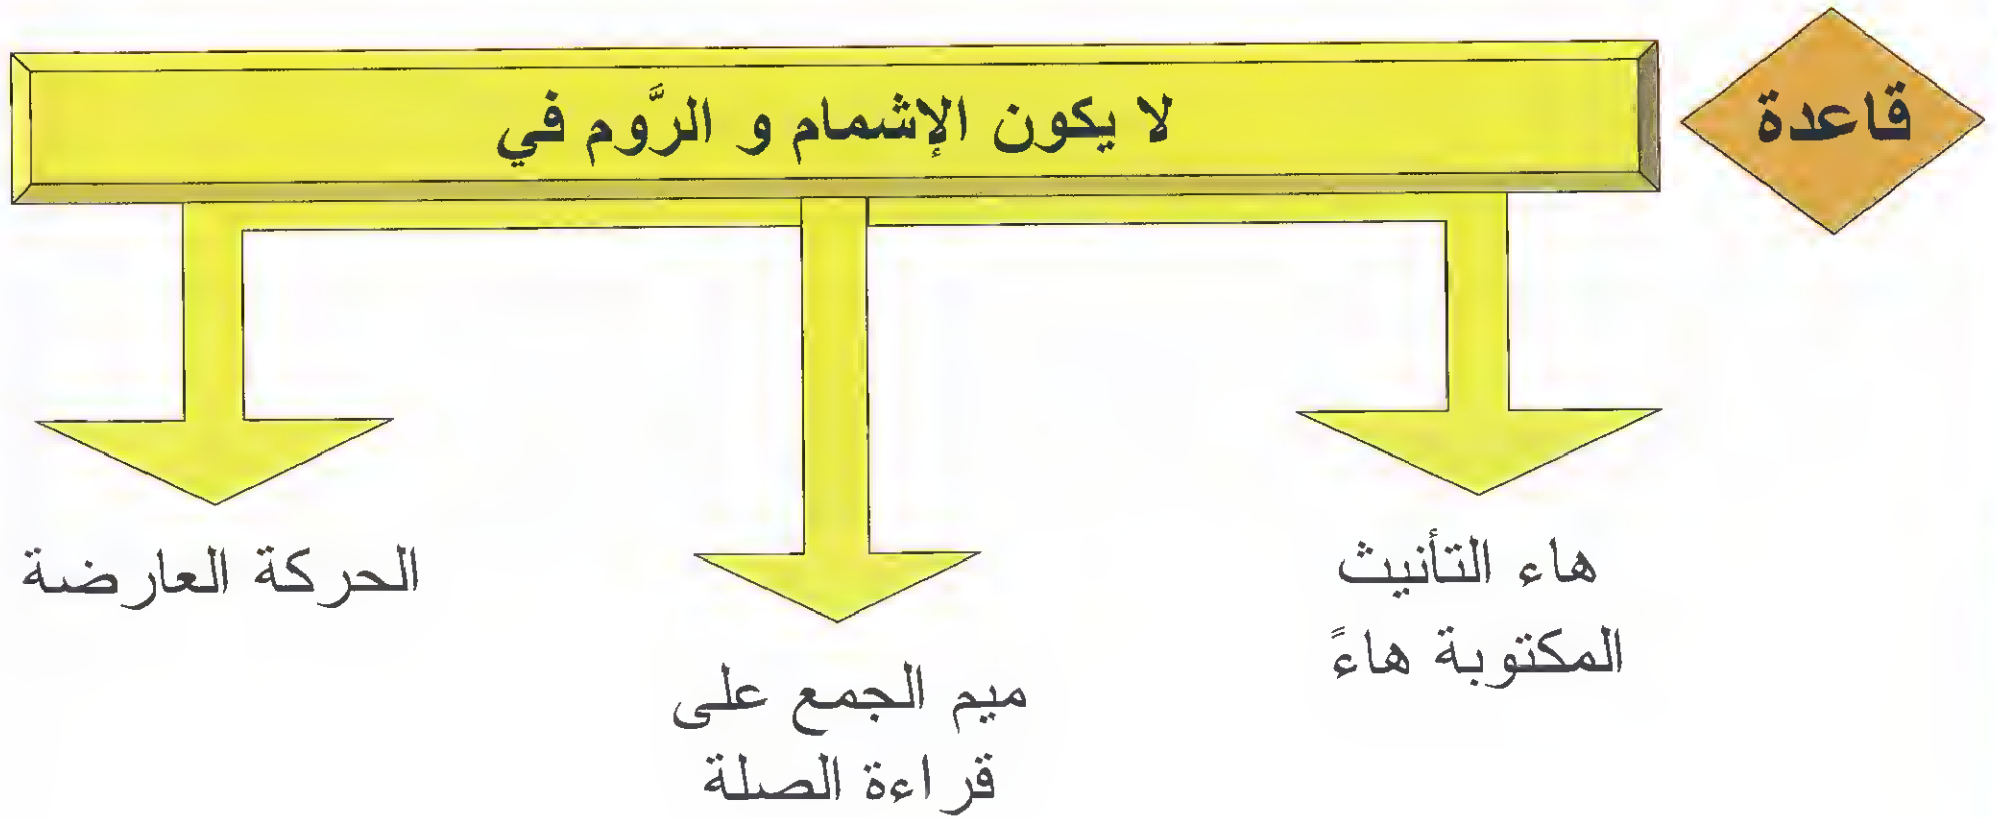 قاعدة
لا يكون الإشمام و الرَّوم في
هاء التأنيث
المكتوبة هاءً
ميم الجمع على
قراءة الصلة
الحركة العارضة